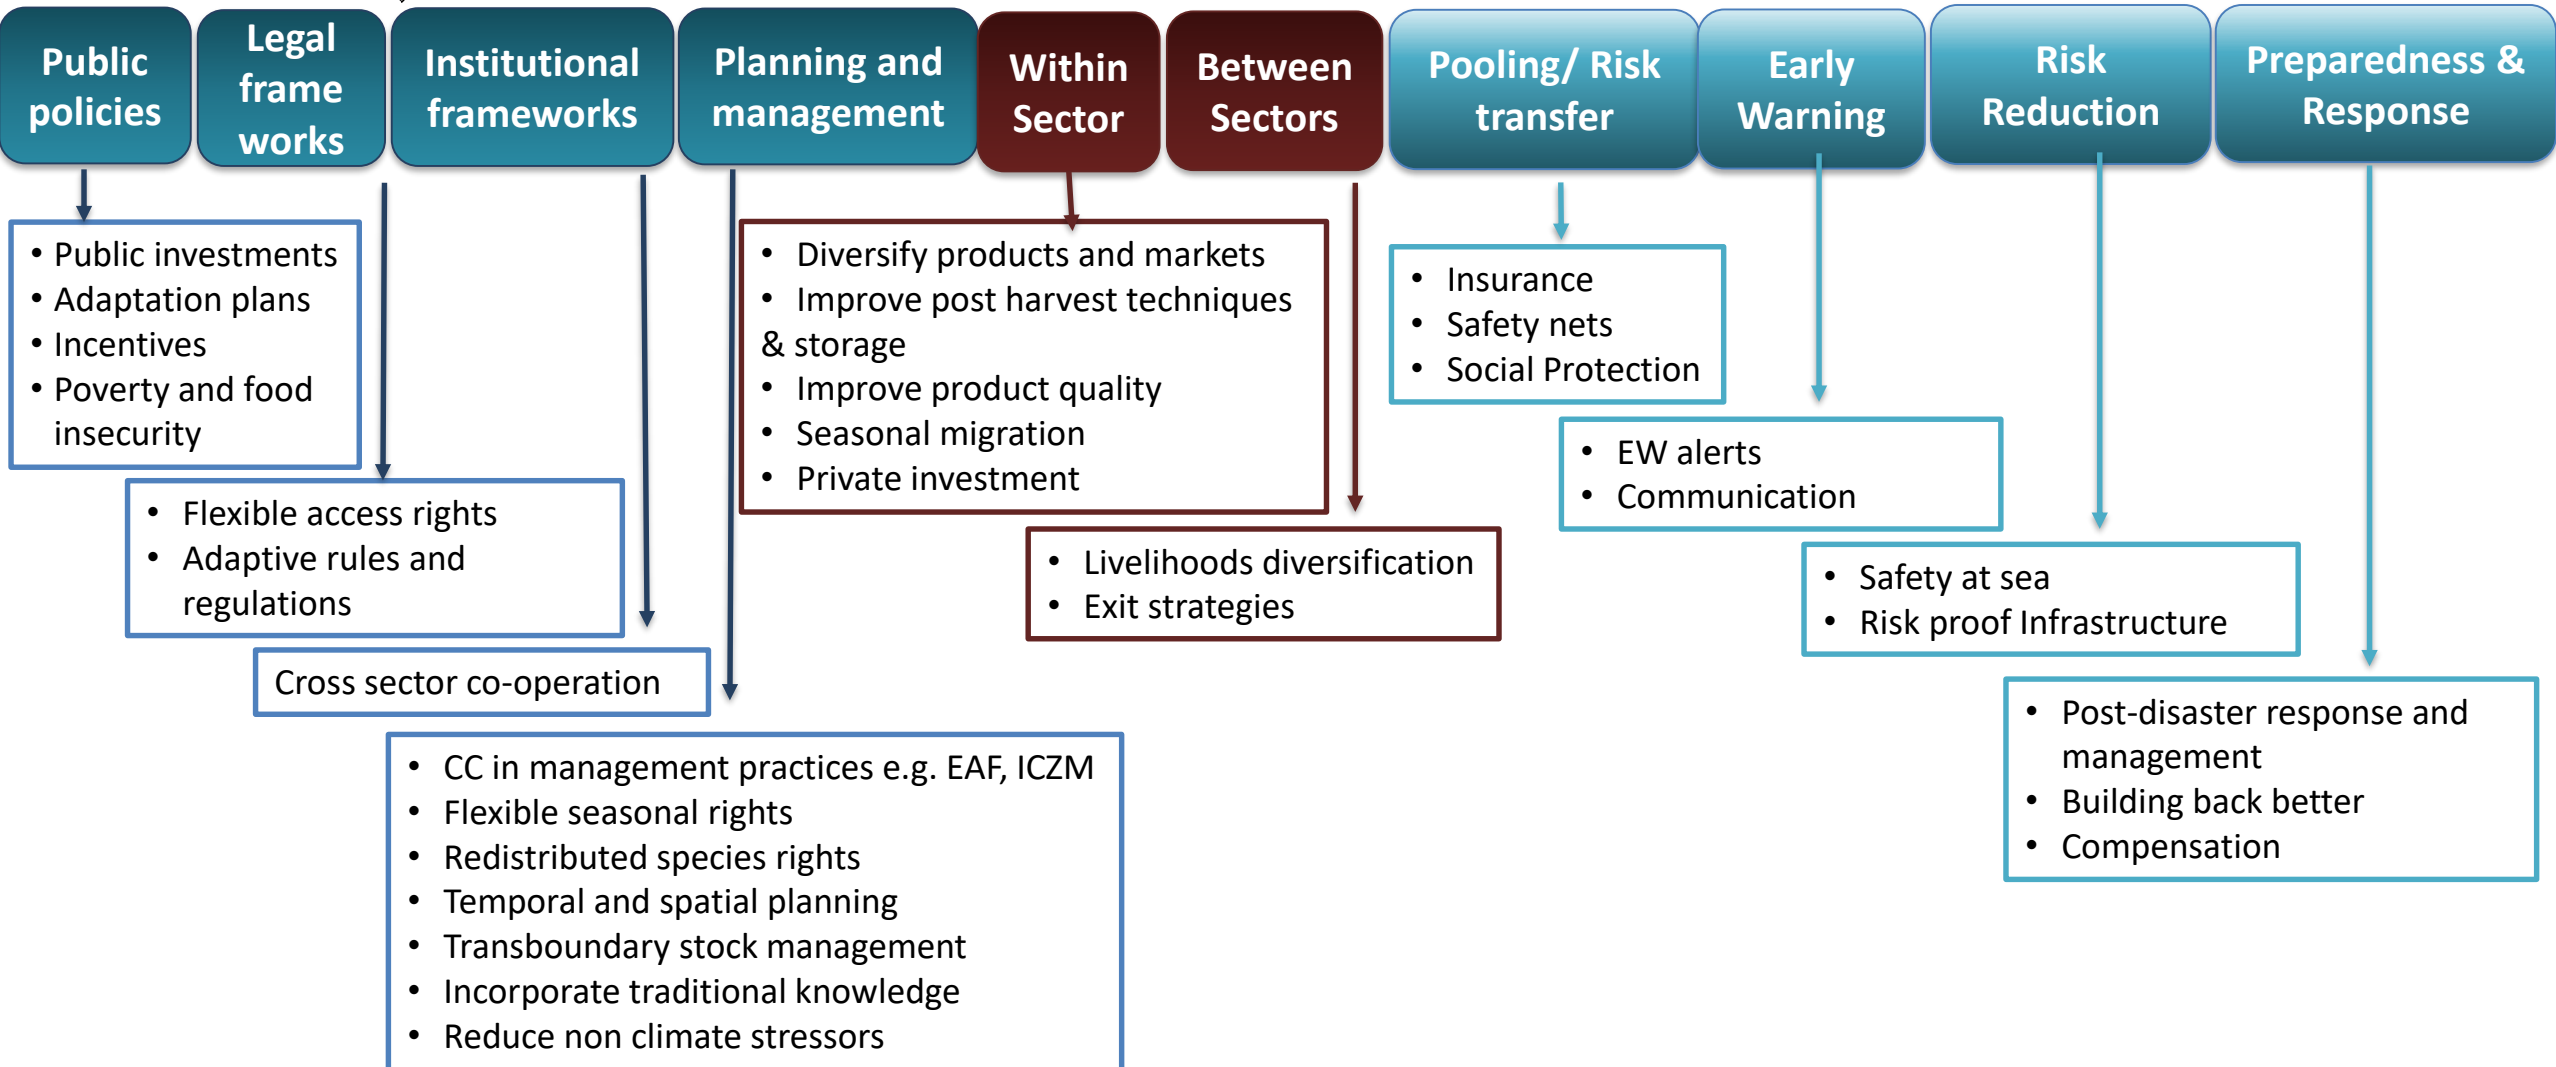 Public
policies
Legal
frame
works
Institutional
frameworks
Planning and
management
Within
Sector
Between
Sectors
Pooling/ Risk
transfer
Early
Warning
Risk
Reduction
Preparedness &
Response
• Public investments
• Adaptation plans
• Incentives
• Poverty and food
insecurity
• Flexible access rights
• Adaptive rules and
regulations
Cross sector co-operation
• CC in management practices e.g. EAF, ICZM
• Flexible seasonal rights
• Redistributed species rights
• Temporal and spatial planning
• Transboundary stock management
• Incorporate traditional knowledge
• Reduce non climate stressors
• Diversify products and markets
• Improve post harvest techniques
& storage
• Improve product quality
• Seasonal migration
• Private investment
• Livelihoods diversification
• Exit strategies
• Insurance
• Safety nets
• Social Protection
• EW alerts
• Communication
• Safety at sea
• Risk proof Infrastructure
• Post-disaster response and
management
• Building back better
• Compensation